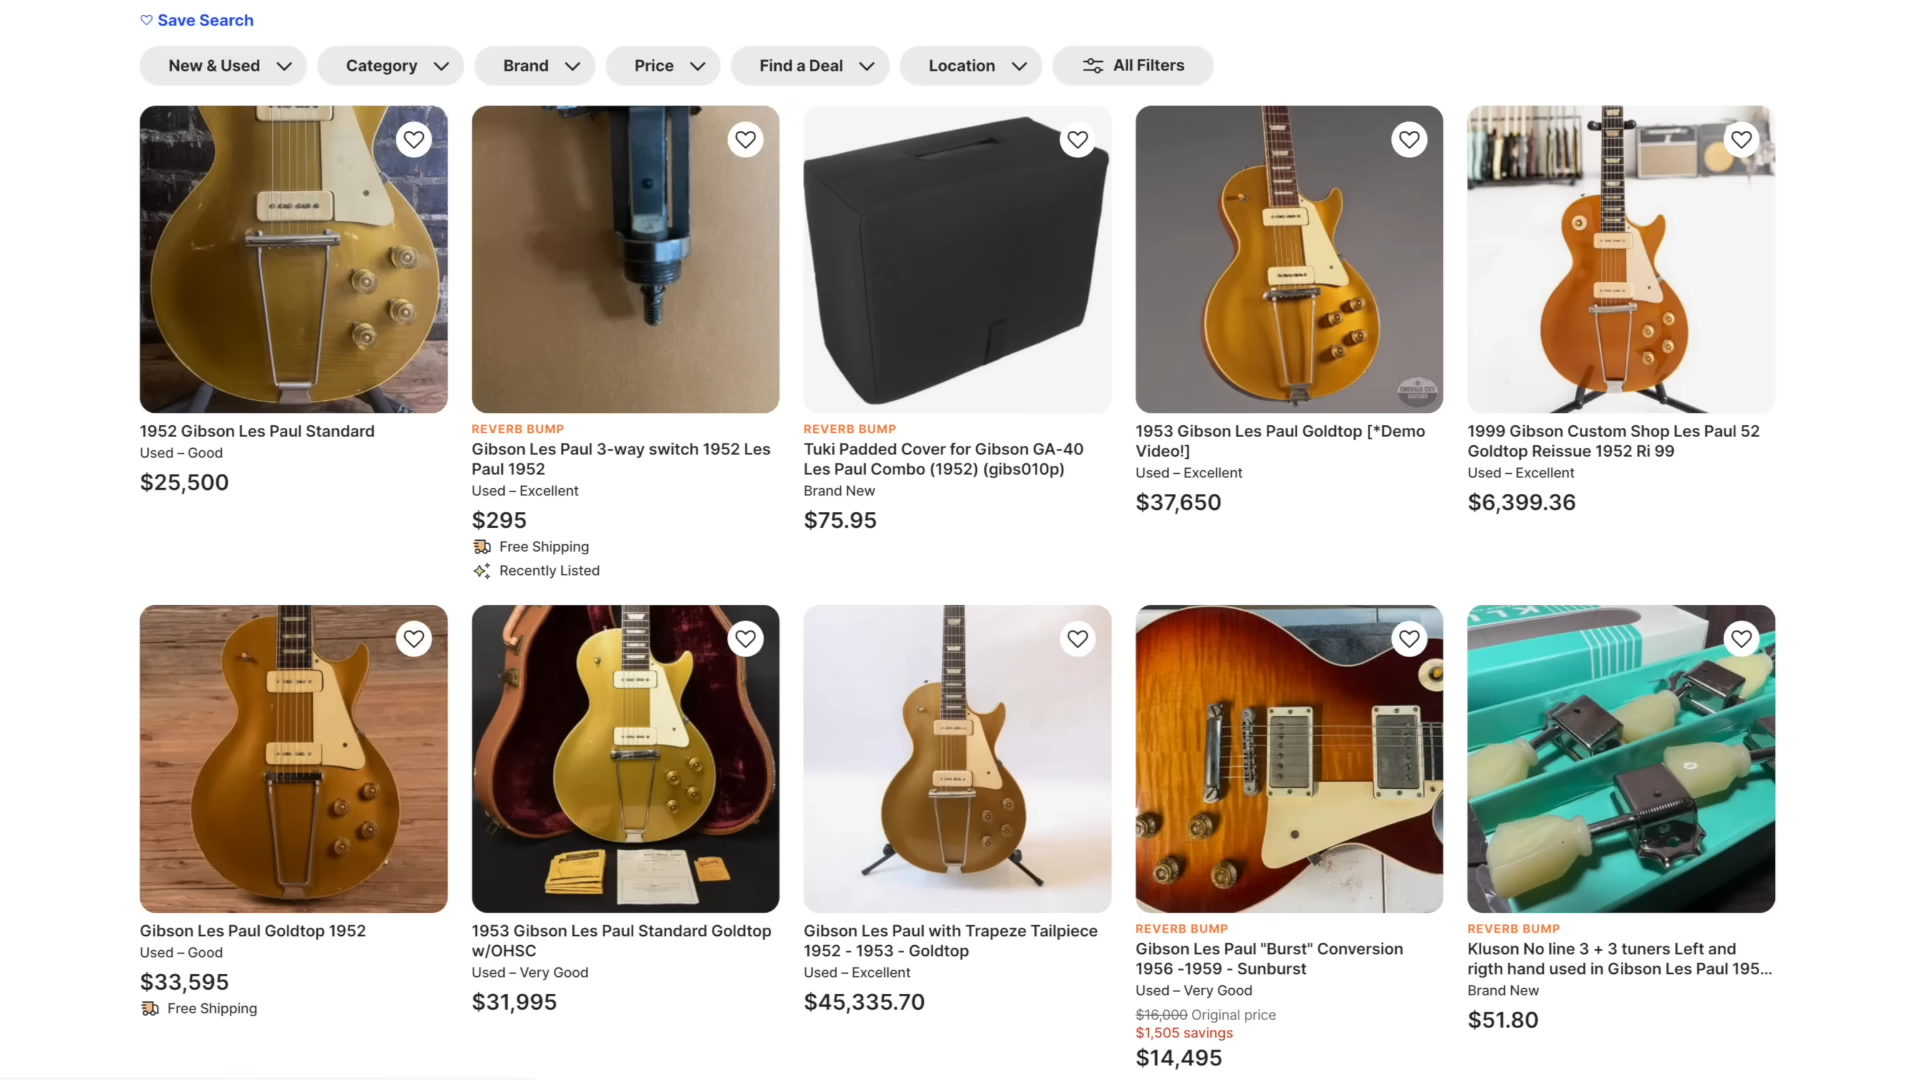 Save Search
New & Used
Category
Brand
Price
Find a Deal
Location
All Filters
1952 Gibson Les Paul Standard
Used – Good
$25,500
REVERB BUMP
Gibson Les Paul 3-way switch 1952 Les
Paul 1952
Used – Excellent
$295
Free Shipping
Recently Listed
REVERB BUMP
Tuki Padded Cover for Gibson GA-40
Les Paul Combo (1952) (gibs010p)
Brand New
$75.95
EMERALD CITY
GUITARS
1953 Gibson Les Paul Goldtop [*Demo
Video!]
Used – Excellent
$37,650
1999 Gibson Custom Shop Les Paul 52
Goldtop Reissue 1952 Ri 99
Used – Excellent
$6,399.36
Gibson Les Paul Goldtop 1952
Used – Good
$33,595
Free Shipping
1953 Gibson Les Paul Standard Goldtop
w/OHSC
Used – Very Good
$31,995
Gibson Les Paul with Trapeze Tailpiece
1952 - 1953 - Goldtop
Used – Excellent
$45,335.70
REVERB BUMP
Gibson Les Paul "Burst" Conversion
1956 -1959 - Sunburst
Used – Very Good
$16,000 Original price
$1,505 savings
$14,495
REVERB BUMP
Kluson No line 3 + 3 tuners Left and
rigth hand used in Gibson Les Paul 195...
Brand New
$51.80